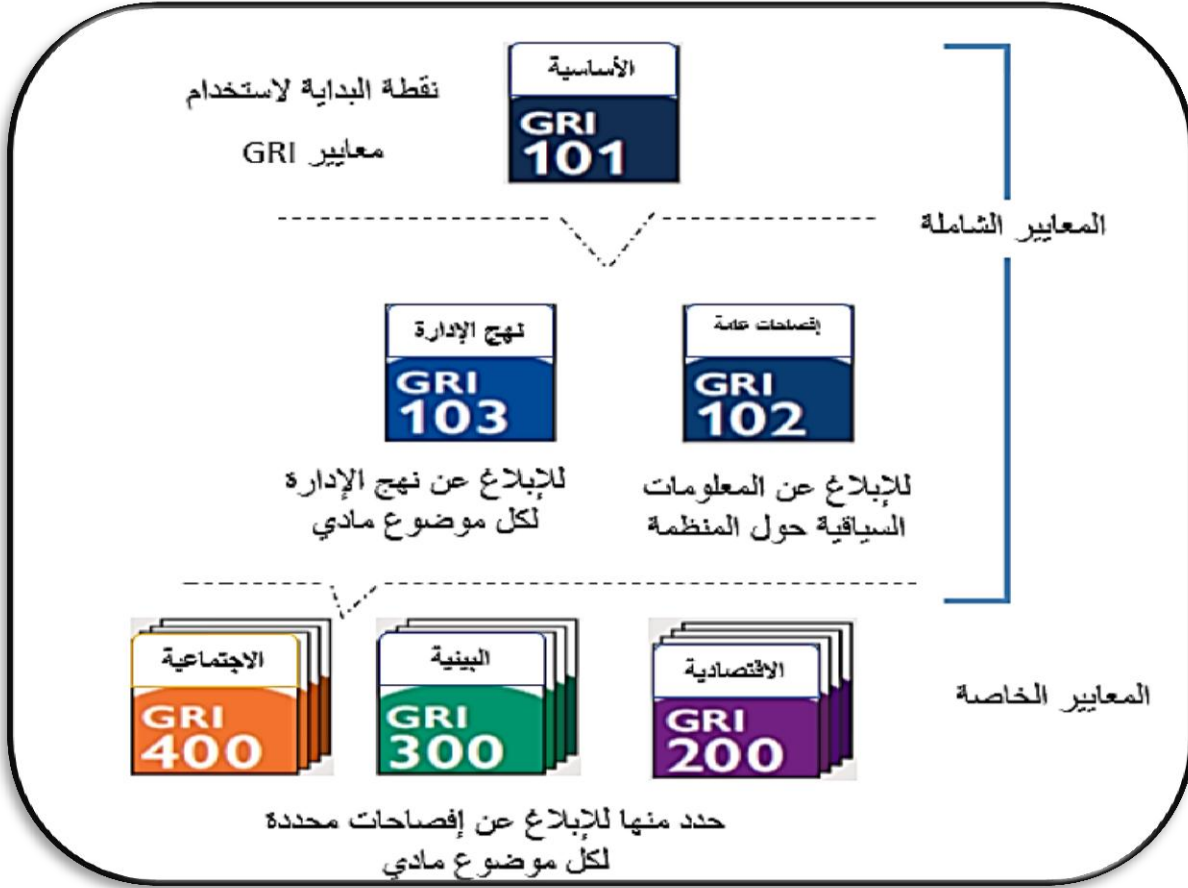 الأساسية
GRI
101
نقطة البداية لاستخدام
معايير GRI
المعايير الشاملة
إفصاحات عامة
GRI
102
للإبلاغ عن المعلومات
السياقية حول المنظمة
نهج الإدارة
GRI
103
للإبلاغ عن نهج الإدارة
لكل موضوع مادي
المعايير الخاصة
الاقتصادية
GRI
200
البيئية
GRI
300
الاجتماعية
GRI
400
حدد منها للإبلاغ عن إفصاحات محددة
لكل موضوع مادي